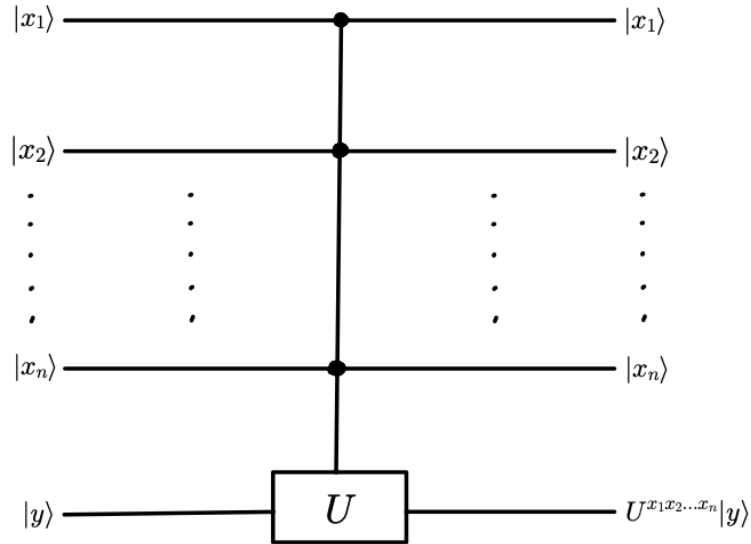 |x₁⟩ |x₁⟩
|x₂⟩ |x₂⟩
|xₙ⟩ |xₙ⟩
|y⟩ U U^{x₁x₂...xₙ}|y⟩